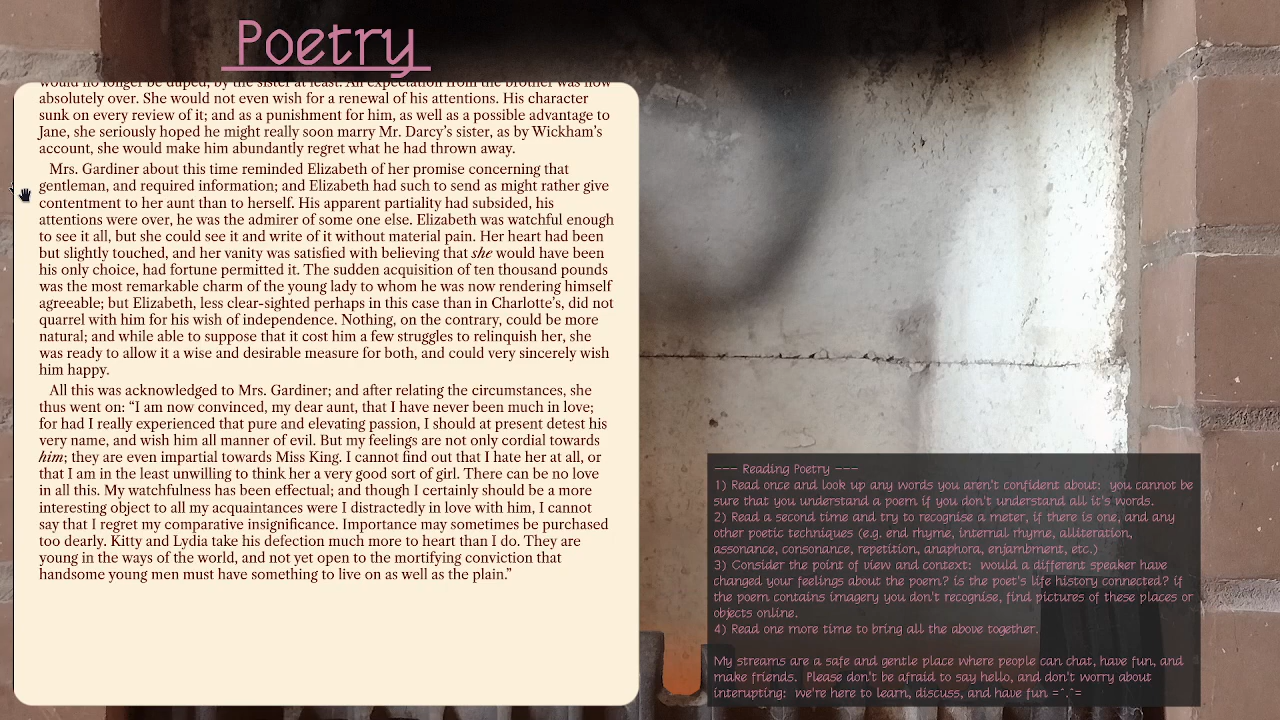 Poetry
would no longer be duped, by the sister at least. All expectation from the brother was now
absolutely over. She would not even wish for a renewal of his attentions. His character
sunk on every review of it; and as a punishment for him, as well as a possible advantage to
Jane, she seriously hoped he might really soon marry Mr. Darcy’s sister, as by Wickham’s
account, she would make him abundantly regret what he had thrown away.
Mrs. Gardiner about this time reminded Elizabeth of her promise concerning that
gentleman, and required information; and Elizabeth had such to send as might rather give
contentment to her aunt than to herself. His apparent partiality had subsided, his
attentions were over, he was the admirer of some one else. Elizabeth was watchful enough
to see it all, but she could see it and write of it without material pain. Her heart had been
but slightly touched, and her vanity was satisfied with believing that she would have been
his only choice, had fortune permitted it. The sudden acquisition of ten thousand pounds
was the most remarkable charm of the young lady to whom he was now rendering himself
agreeable; but Elizabeth, less clear-sighted perhaps in this case than in Charlotte’s, did not
quarrel with him for his wish of independence. Nothing, on the contrary, could be more
natural; and while able to suppose that it cost him a few struggles to relinquish her, she
was ready to allow it a wise and desirable measure for both, and could very sincerely wish
him happy.
All this was acknowledged to Mrs. Gardiner; and after relating the circumstances, she
thus went on: “I am now convinced, my dear aunt, that I have never been much in love;
for had I really experienced that pure and elevating passion, I should at present detest his
very name, and wish him all manner of evil. But my feelings are not only cordial towards
him; they are even impartial towards Miss King. I cannot find out that I hate her at all, or
that I am in the least unwilling to think her a very good sort of girl. There can be no love
in all this. My watchfulness has been effectual; and though I certainly should be a more
interesting object to all my acquaintances were I distractedly in love with him, I cannot
say that I regret my comparative insignificance. Importance may sometimes be purchased
too dearly. Kitty and Lydia take his defection much more to heart than I do. They are
young in the ways of the world, and not yet open to the mortifying conviction that
handsome young men must have something to live on as well as the plain.”
--- Reading Poetry ---
1) Read once and look up any words you aren't confident about: you cannot be
sure that you understand a poem if you don't understand all it's words.
2) Read a second time and try to recognise a meter, if there is one, and any
other poetic techniques (e.g. end rhyme, internal rhyme, alliteration,
assonance, consonance, repetition, anaphora, enjambment, etc.)
3) Consider the point of view and context: would a different speaker have
changed your feelings about the poem? is the poet's life history connected? if
the poem contains imagery you don't recognise, find pictures of these places or
objects online.
4) Read one more time to bring all the above together.
My streams are a safe and gentle place where people can chat, have fun, and
make friends. Please don't be afraid to say hello, and don't worry about
interupting: we're here to learn, discuss, and have fun =^.^=